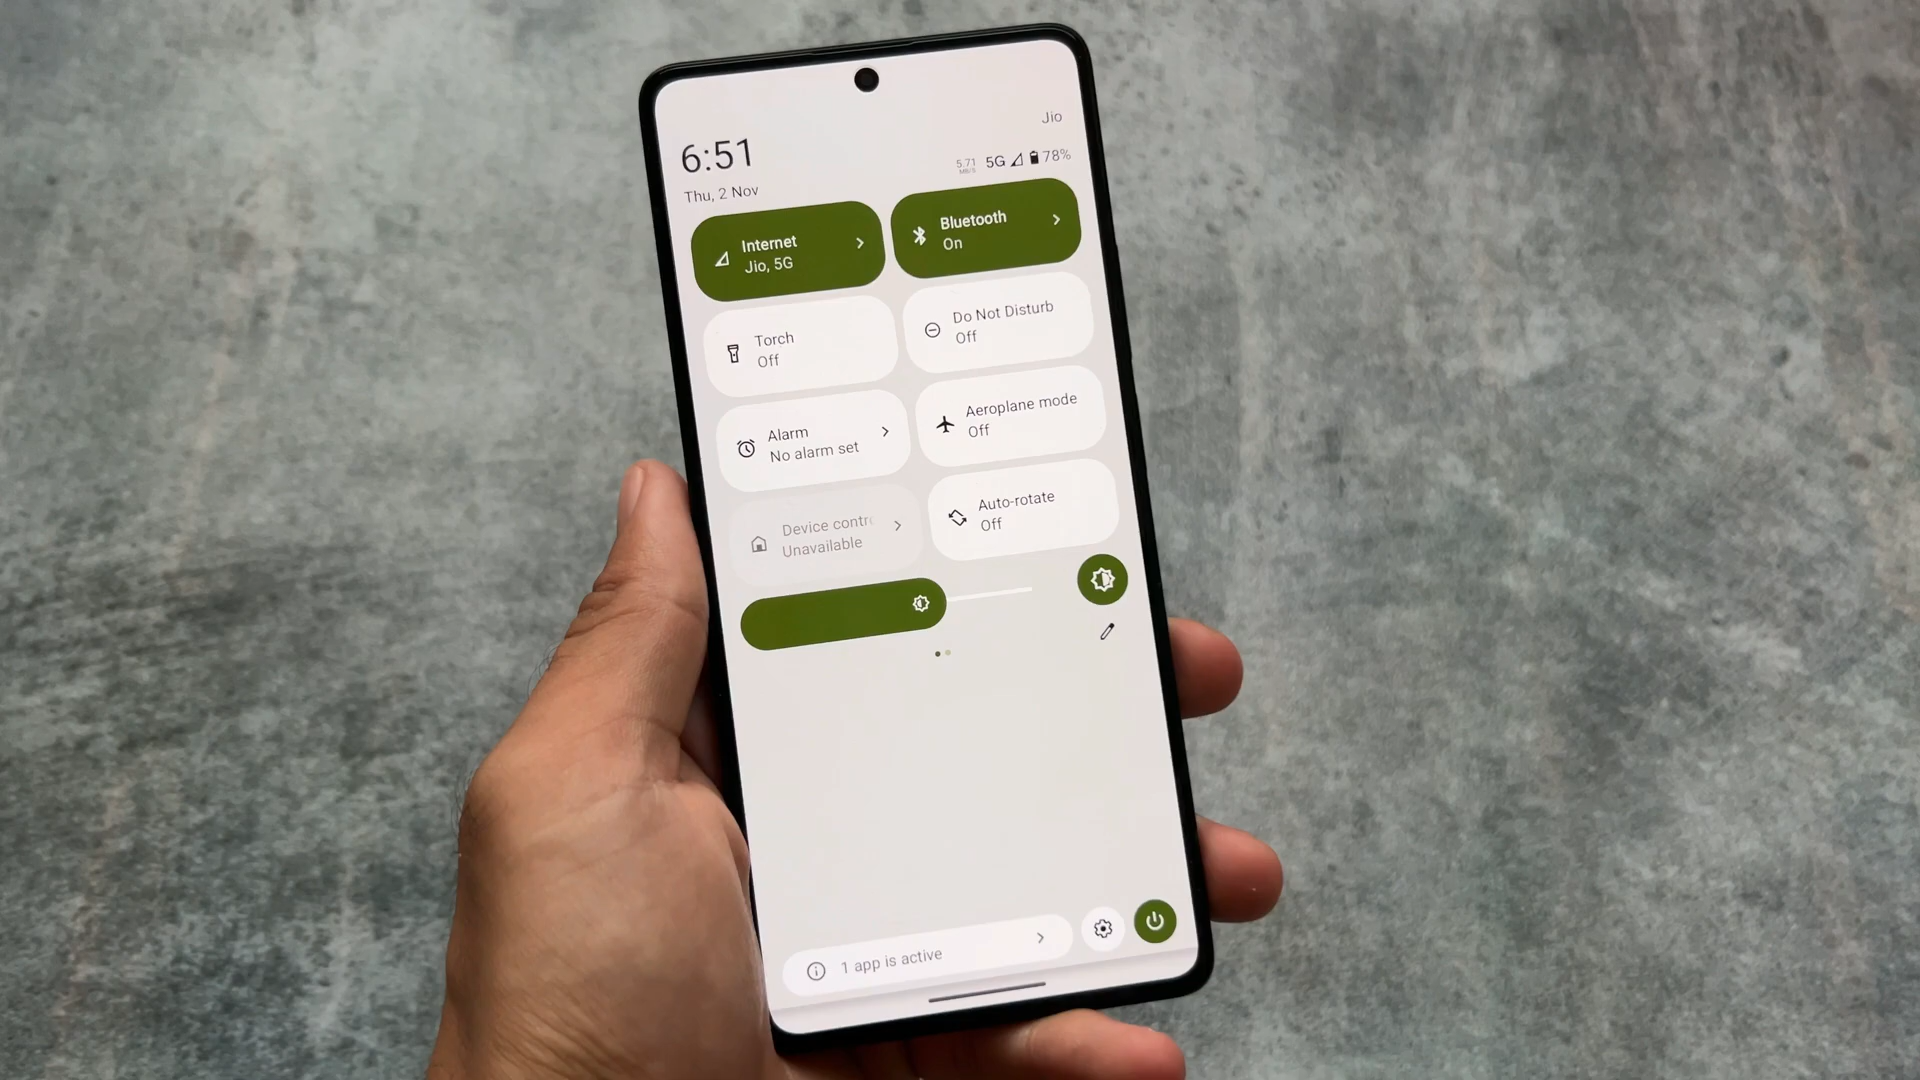 Jio
6:51
5.71
MB/S
5G
78%
Thu, 2 Nov
Internet
Jio, 5G
Bluetooth
On
Torch
Off
Do Not Disturb
Off
Alarm
No alarm set
Aeroplane mode
Off
Device contr
Unavailable
Auto-rotate
Off
1 app is active